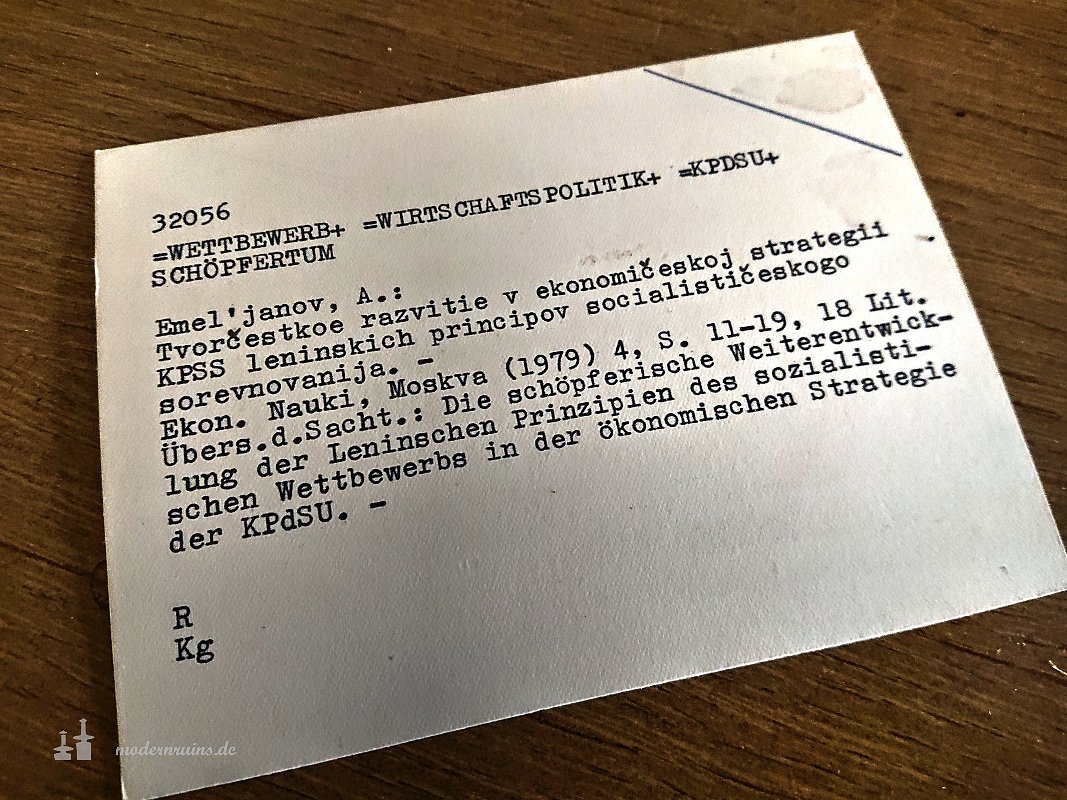 32056
=WETTBEWERB+ =WIRTSCHAFTSPOLITIK+ =KPDSU+
SCHÖPFERTUM
Emel'janov, A.:
Tvorčestkoe razvitie v ekonomičeskoj strategii
KPSS leninskich principov socialističeskogo
sorevnovanija. –
Ekon. Nauki, Moskva (1979) 4, S. 11-19, 18 Lit.
Übers.d.Sacht.: Die schöpferische Weiterentwick-
lung der Leninschen Prinzipien des sozialisti-
schen Wettbewerbs in der ökonomischen Strategie
der KPdSU. –
R
Kg
modernruins.de